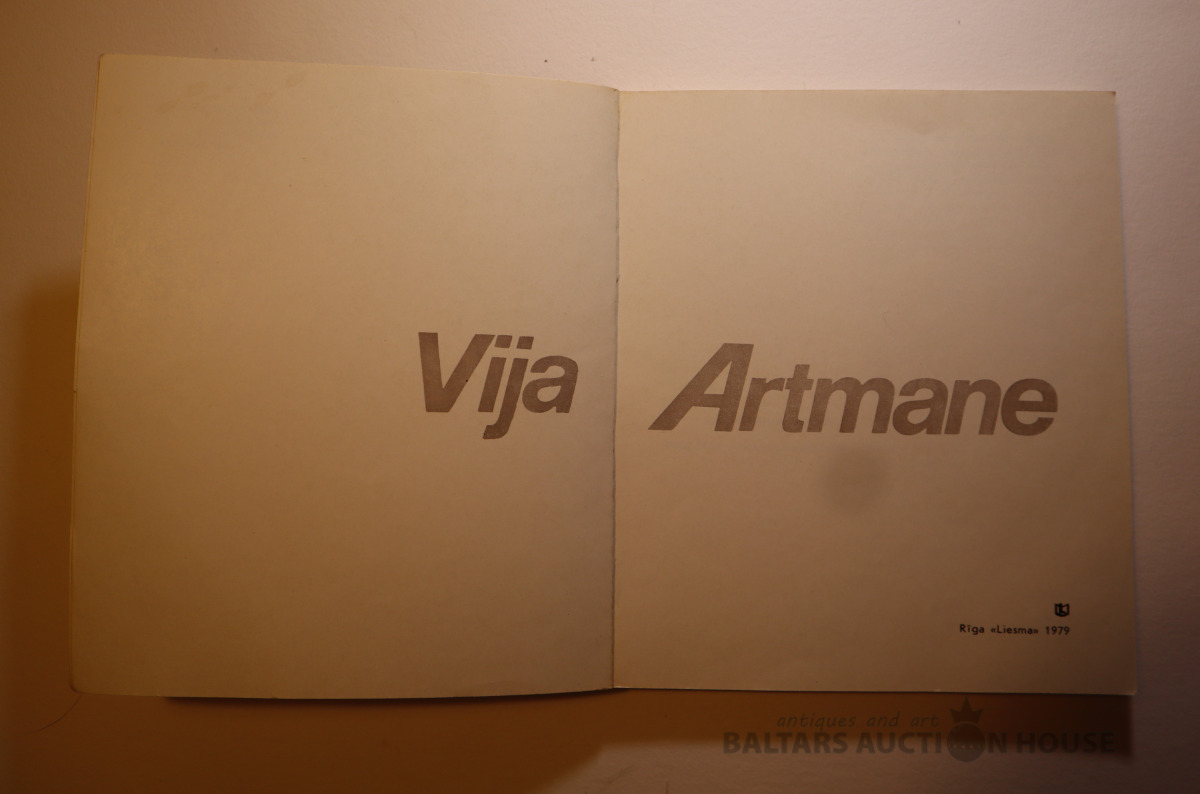 Vija Artmane
Rīga «Liesma» 1979
antiques and art
BALTARS AUCTION HOUSE